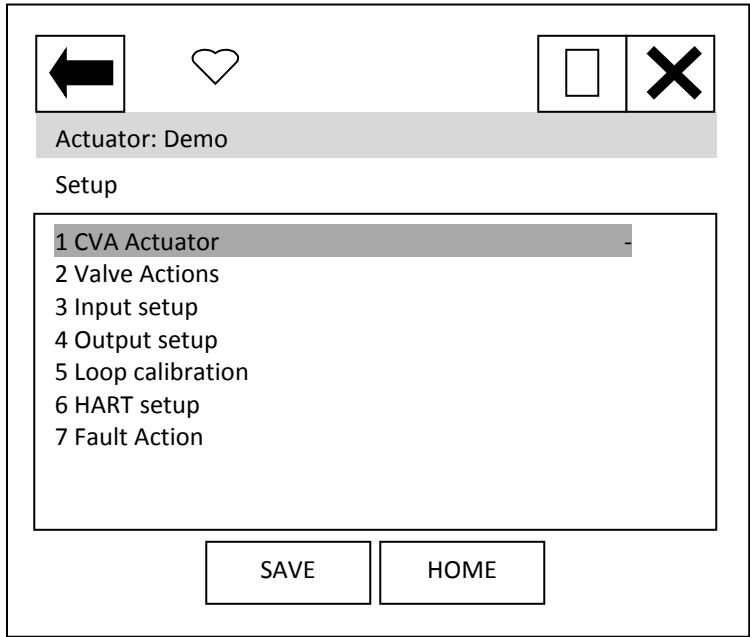 Actuator: Demo
Setup
1 CVA Actuator -
2 Valve Actions
3 Input setup
4 Output setup
5 Loop calibration
6 HART setup
7 Fault Action
SAVE HOME